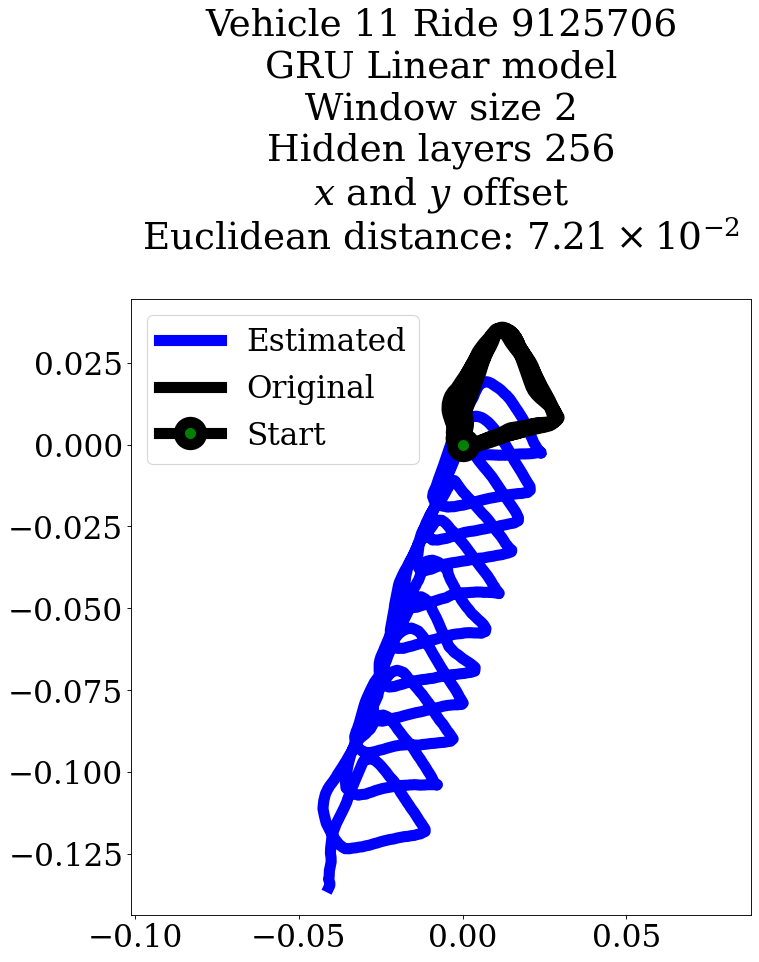 Vehicle 11 Ride 9125706
GRU Linear model
Window size 2
Hidden layers 256
x and y offset
Euclidean distance: 7.21 × 10⁻²
Estimated
Original
Start
0.025
0.000
−0.025
−0.050
−0.075
−0.100
−0.125
−0.10
−0.05
0.00
0.05